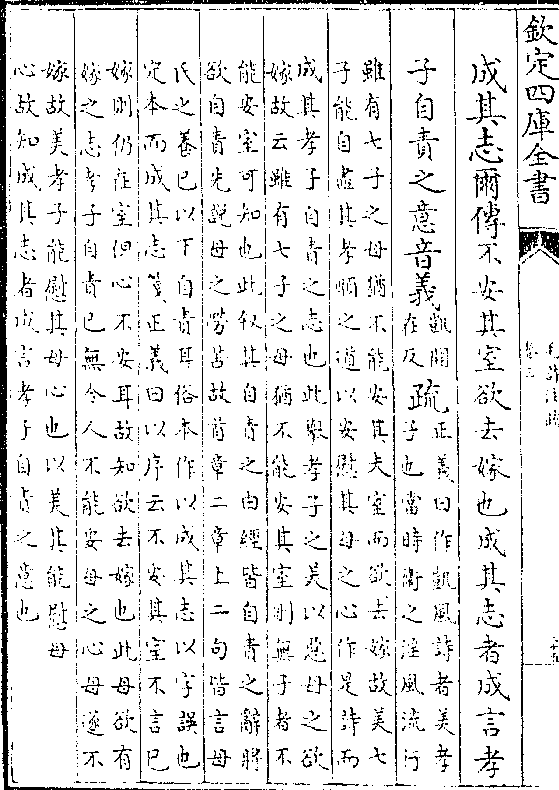 欽定四庫全書
成其志爾傳不安其室欲去嫁也成其志者成言孝
子自責之意音義
凱開
在反
疏
正義曰作凱風詩者美孝
子也當時衛之淫風流行
雖有七子之母猶不能安其夫室而欲去嫁故美七
子能自盡其孝順之道以安慰其母之心作是詩而
成其孝子自責之志也此舉孝子之美以惡母之欲
嫁故云雖有七子之母猶不能安其室則無子者不
能安室可知也此叙其自責之由經皆自責之辭將
欲自責先説母之勞苦故首章二章上二句皆言母
氏之養已以下自責耳俗本作以成其志以字誤也
定本而成其志箋正義曰以序云不安其室不言已
嫁則仍在室但心不安耳故知欲去嫁也此母欲有
嫁之志孝子自責已無令人不能安母之心母遂不
嫁故美孝子能慰其母心也以美其能慰母
心故知成其志者成言孝子自責之意也